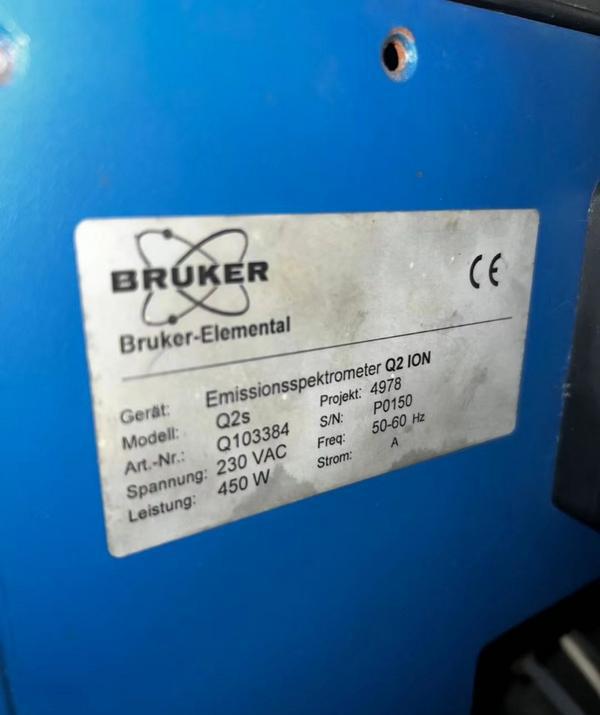 BRUKER
CE
Bruker-Elemental
Gerät: Emissionsspektrometer Q2 ION
Modell: Q2s Projekt: 4978
Art.-Nr.: Q103384 S/N: P0150
Spannung: 230 VAC Freq: 50-60 Hz
Leistung: 450 W Strom: A